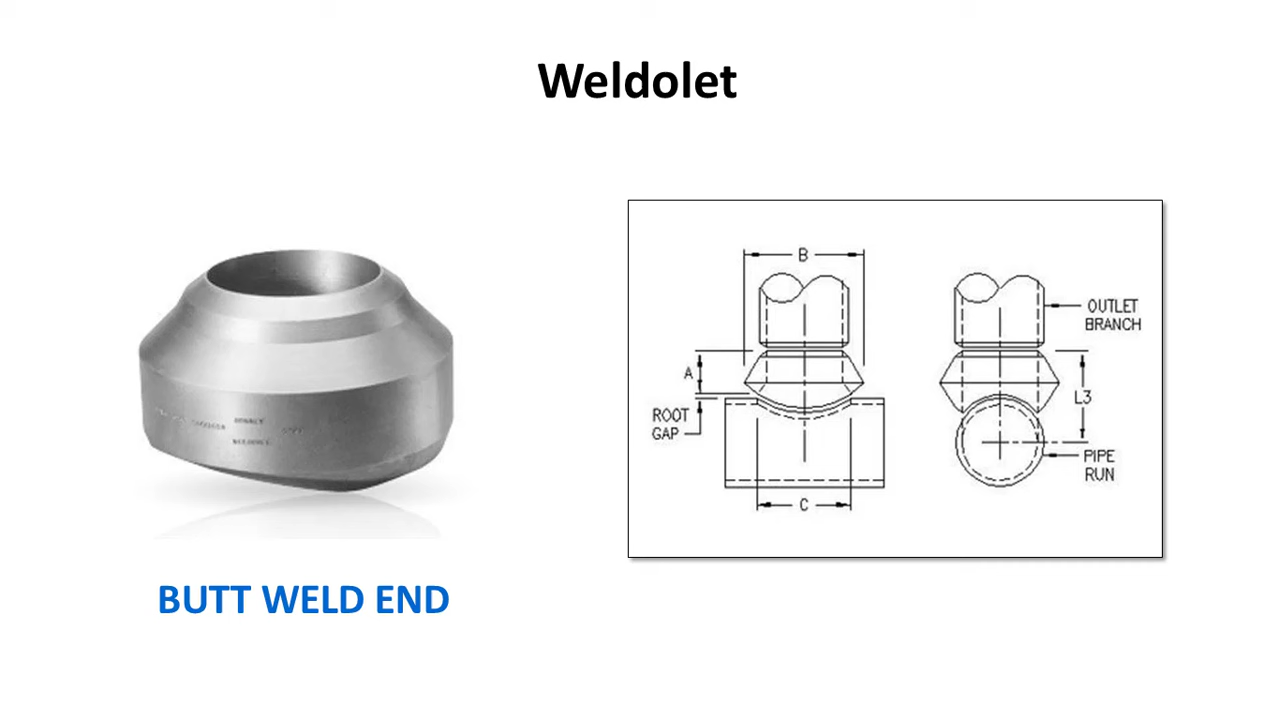 Weldolet
B
OUTLET
BRANCH
A
L3
ROOT
GAP
PIPE
RUN
C
BUTT WELD END